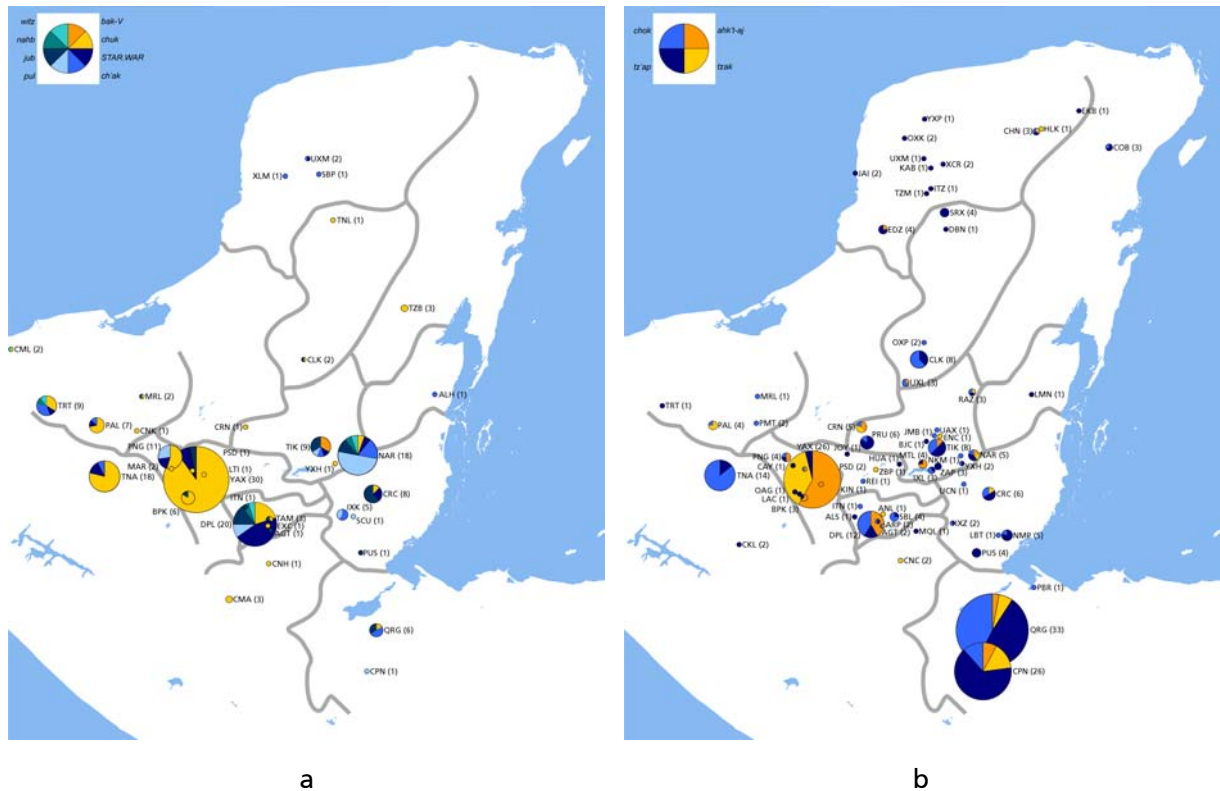 witz bak-V
nahb chuk
jub STAR WAR
pul ch'ak
UXM (2)
XLM (1) SBP (1)
TNL (1)
TZB (3)
CML (2)
CLK (2)
MRL (2)
ALH (1)
TRT (9)
PAL (7)
CNK (1)
CRN (1)
TIK (9)
PNG (11)
PSD (1)
NAR (18)
MAR (2)
LTI (1)
YXH (1)
TNA (18)
YAX (30)
CRC (8)
BPK (6)
ITN (1)
IXK (5)
DPL (20)
TAM (3)
SCU (1)
AGT (1)
PUS (1)
CNH (1)
CMA (3)
QRG (6)
CPN (1)
a
chok ahk'l-aj
tz'ap tzak
EKB (1)
YXP (1)
CHN (3) HLK (1)
OXK (2)
COB (3)
UXM (1)
XCR (2)
KAB (1)
JAI (2)
ITZ (1)
TZM (1)
SRX (4)
EDZ (4)
DBN (1)
OXP (2)
CLK (8)
UXL (3)
RAZ (3)
LMN (1)
MRL (1)
TRT (1)
PAL (4)
PMT (2)
CRN (5)
UAX (1)
JMB (1)
ENC (1)
PRU (6)
BJC (1)
TIK (8)
YAX (26)
JOY (1)
MTL (4)
NAR (5)
PNG (4)
HUA (1)
NKM (1)
YXH (2)
CAY (1)
PSD (2)
ZBP (1)
ZAP (3)
TNA (14)
IXL (3)
REI (1)
OAG (1)
KIN (1)
UCN (1)
CRC (6)
LAC (1)
BPK (3)
ITN (1)
ANL (1)
ALS (1)
SBL (4)
IXZ (2)
DPL (12)
ARP (2)
AGT (2)
MQL (1)
LBT (1)
NMP (5)
CKL (2)
PUS (4)
CNC (2)
PBR (1)
QRG (33)
CPN (26)
b